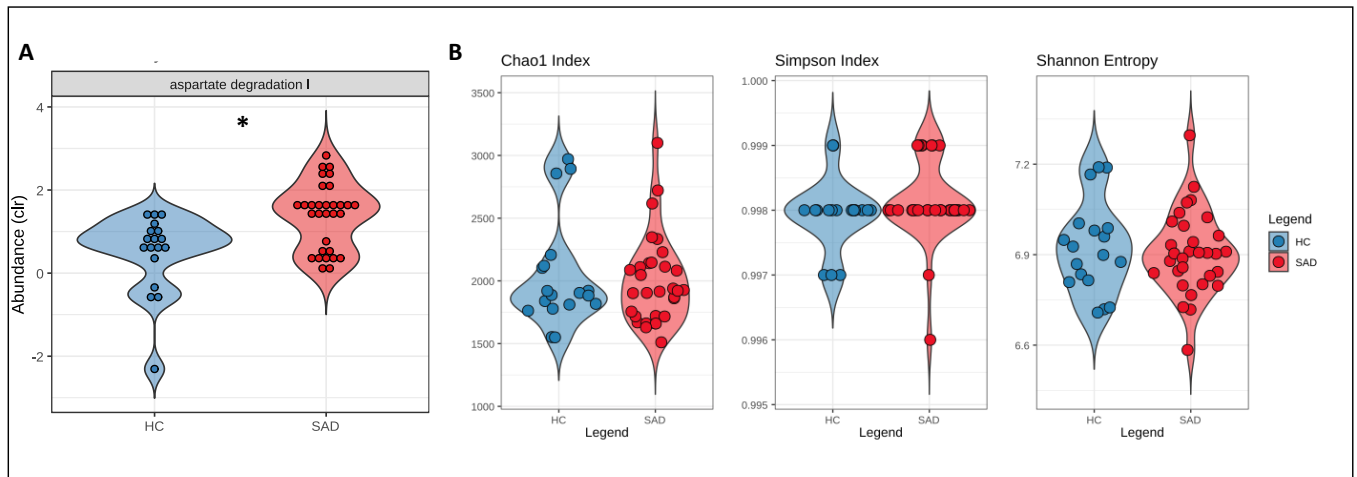 A
B
aspartate degradation I
*
Abundance (clr)
4
2
0
-2
HC
SAD
Chao1 Index
3500
3000
2500
2000
1500
1000
HC
SAD
Legend
Simpson Index
1.000
0.999
0.998
0.997
0.996
0.995
HC
SAD
Legend
Shannon Entropy
7.2
6.9
6.6
HC
SAD
Legend
Legend
HC
SAD